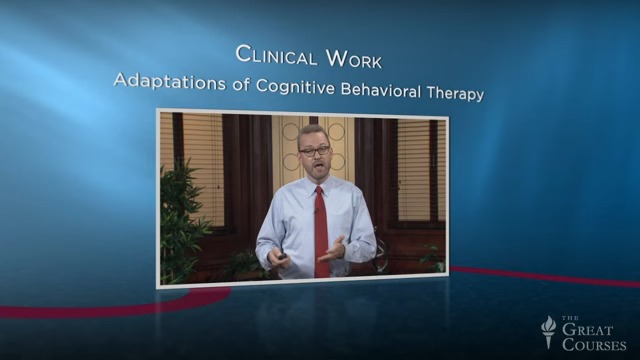 Clinical Work
Adaptations of Cognitive Behavioral Therapy
The
Great
Courses